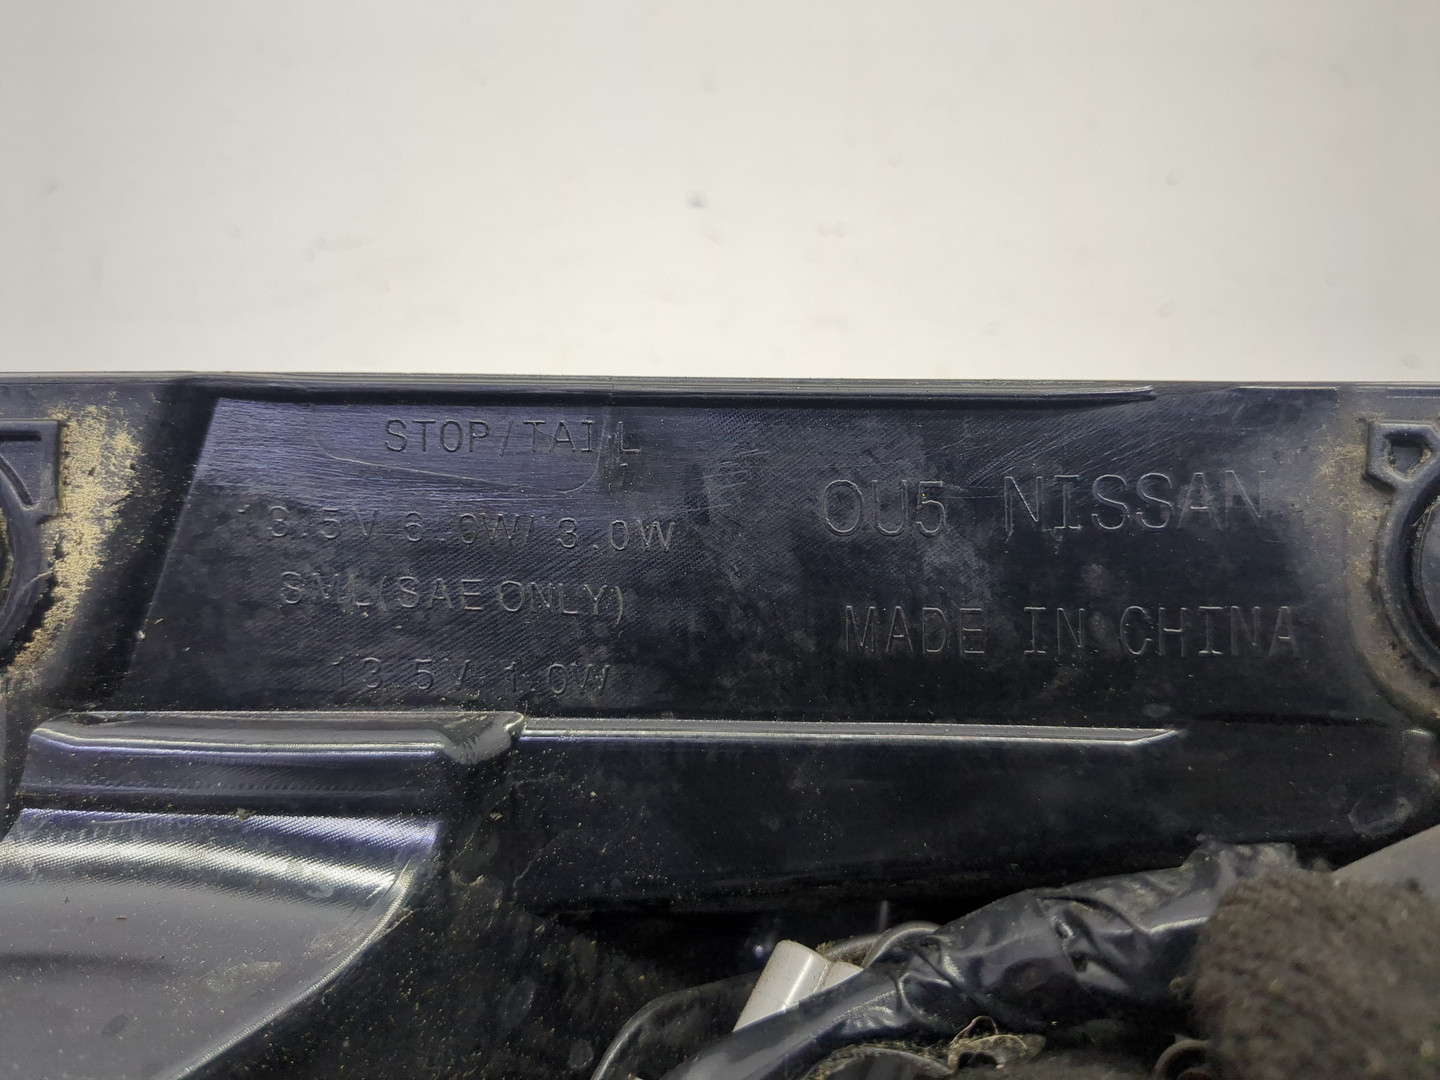 STOP/TAIL
13.5V 6.0W/3.0W
SML(SAE ONLY)
13.5V 1.0W
OU5 NISSAN
MADE IN CHINA